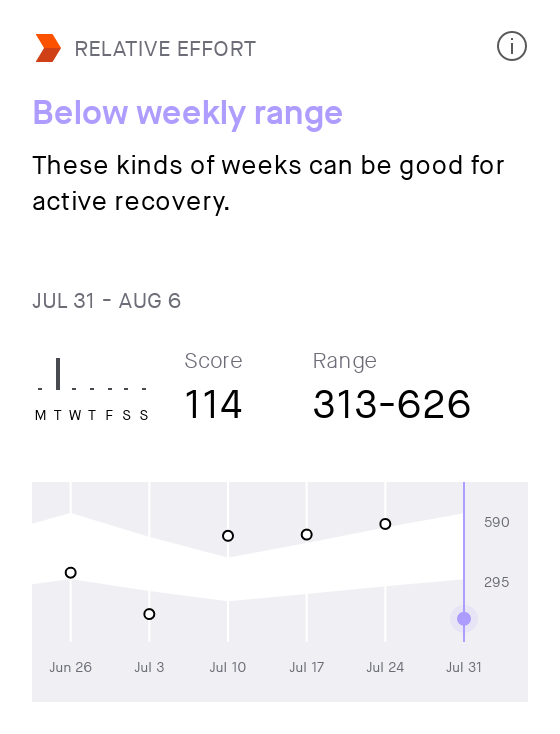 RELATIVE EFFORT
Below weekly range
These kinds of weeks can be good for
active recovery.
JUL 31 - AUG 6
Score
Range
M T W T F S S
114
313-626
590
295
Jun 26
Jul 3
Jul 10
Jul 17
Jul 24
Jul 31